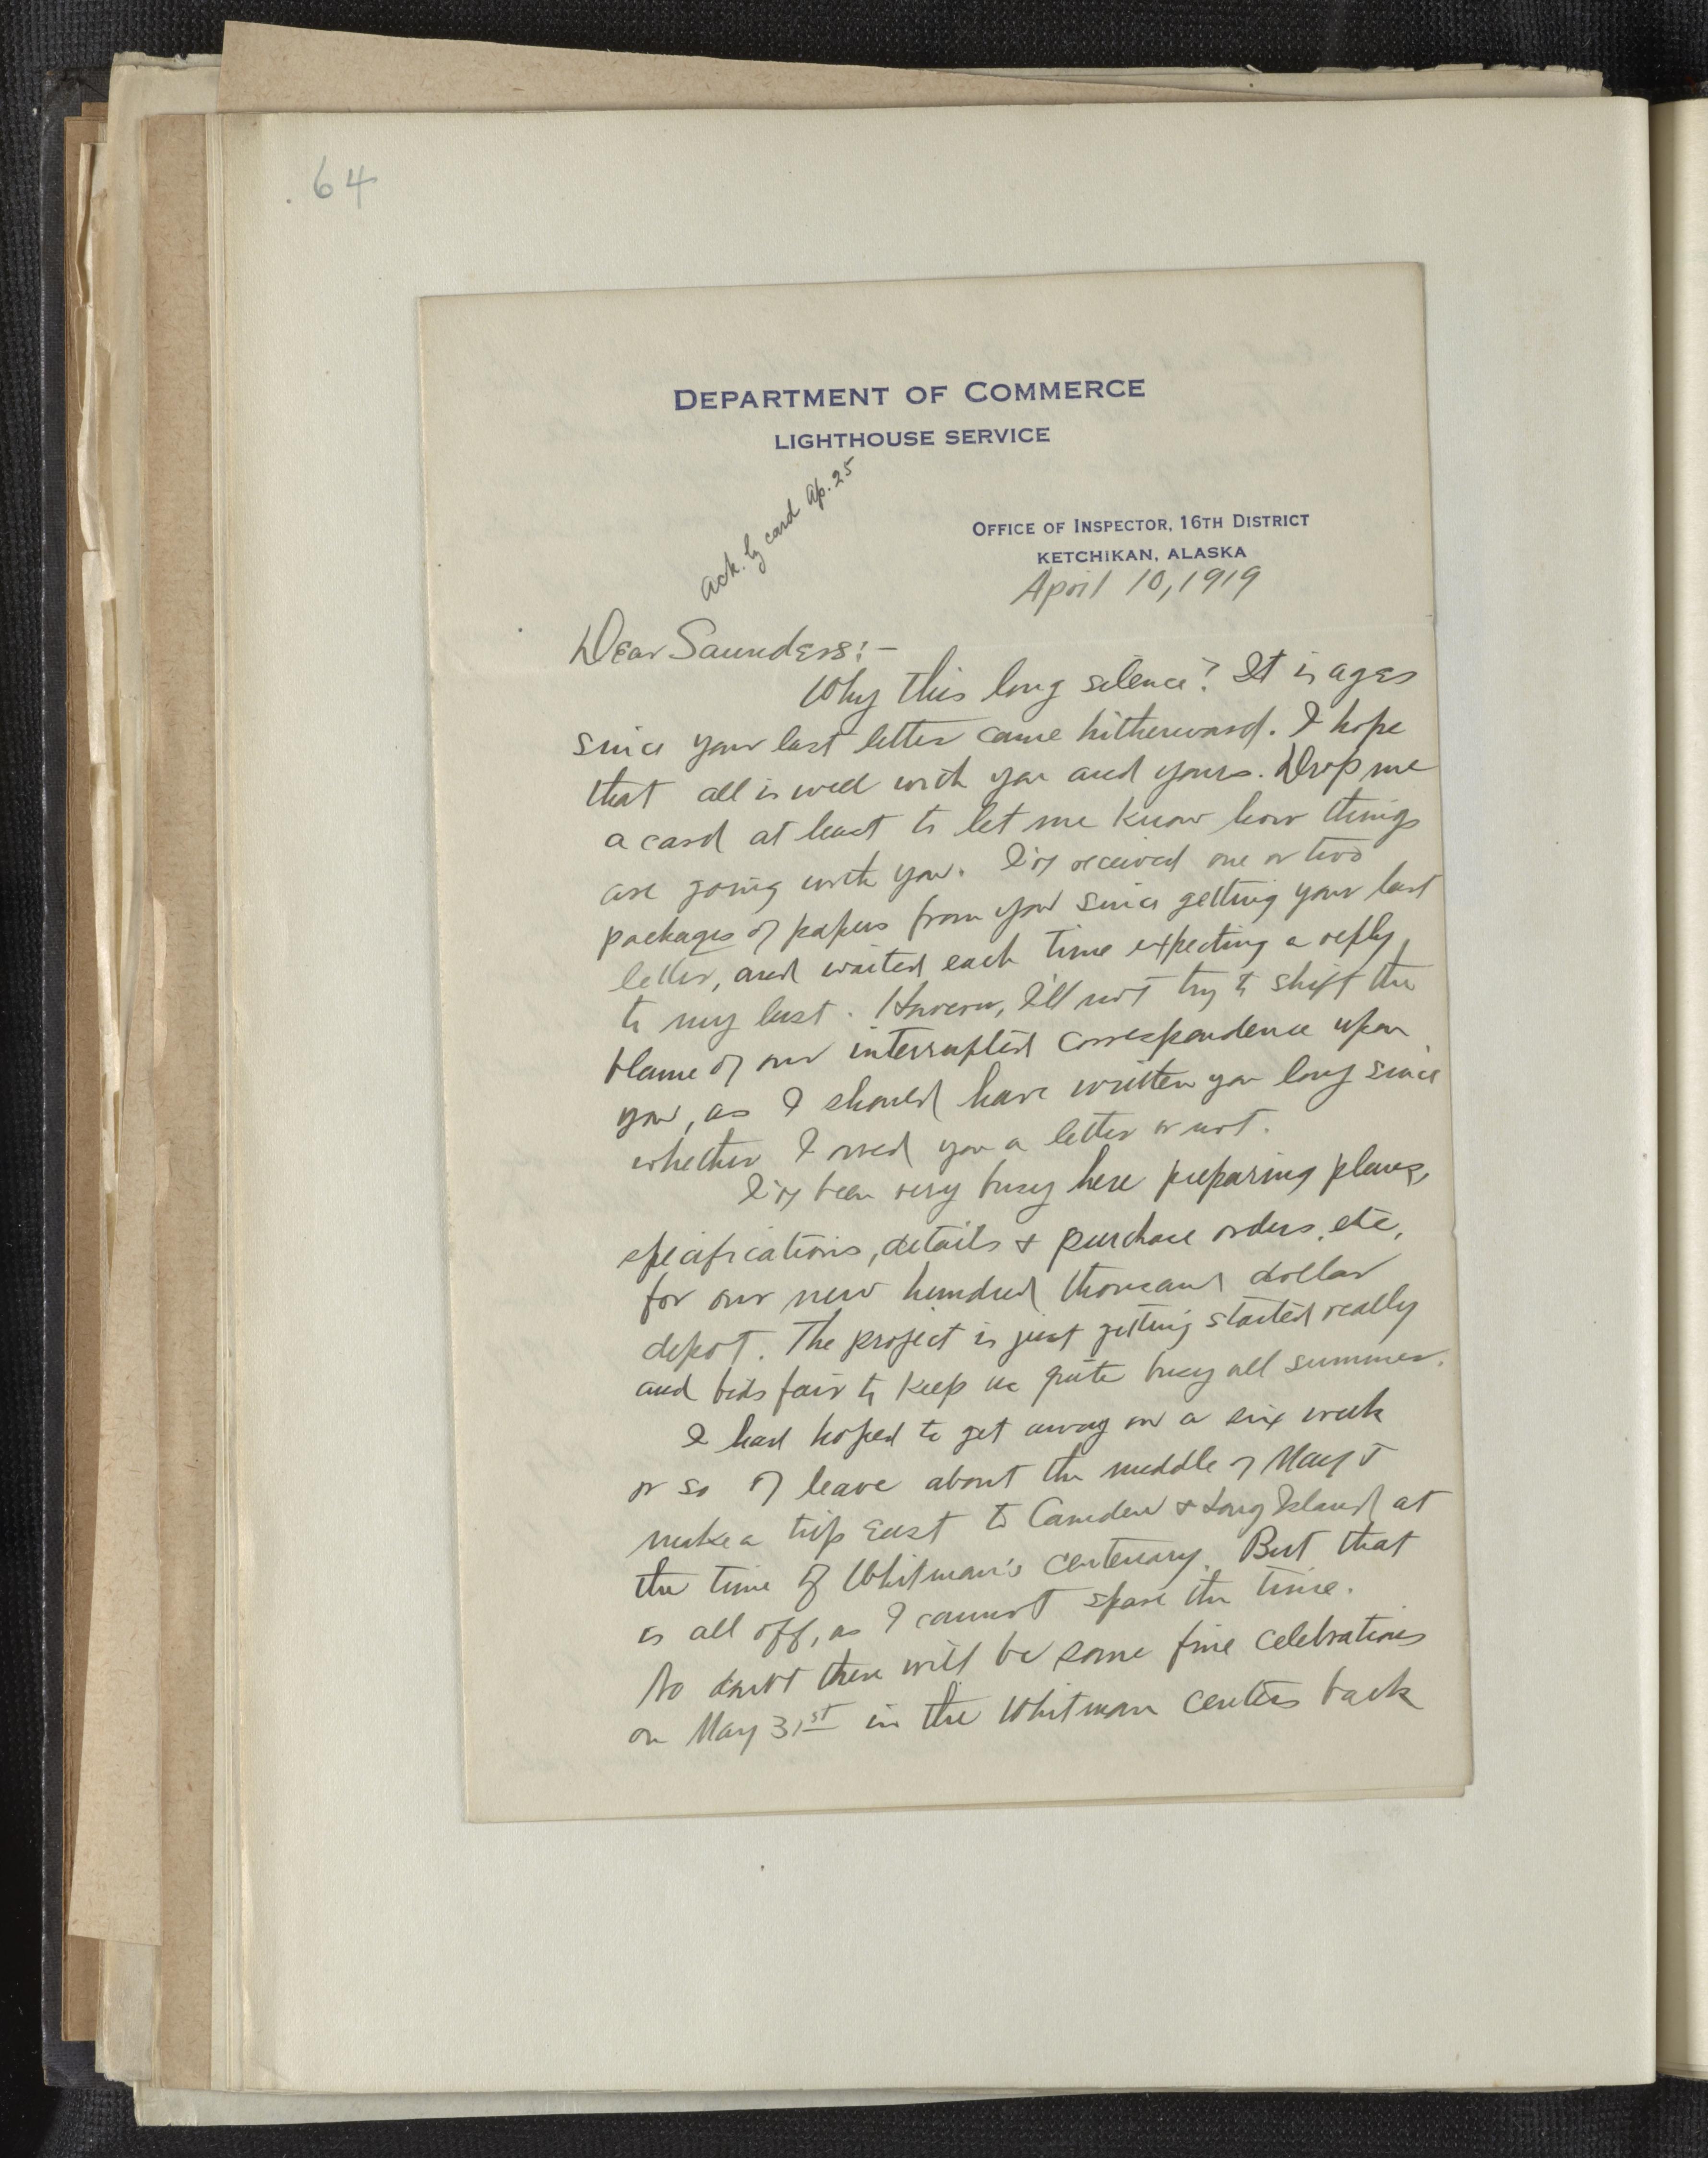 . 64
DEPARTMENT OF COMMERCE
LIGHTHOUSE SERVICE
ack. by card Ap. 25
OFFICE OF INSPECTOR, 16TH DISTRICT
KETCHIKAN, ALASKA
April 10, 1919
Dear Saunders:-
Why this long silence? It is ages
since your last letter came hitherward. I hope
that all is well with you and yours. Drop me
a card at least to let me know how things
are going with you. I've received one or two
packages of papers from you since getting your last
letter, and waited each time expecting a reply
to my last. However, I'll not try to shift the
blame of our interrupted correspondence upon
you, as I should have written you long since
whether I owed you a letter or not.
I've been very busy here preparing plans,
specifications, details & purchase orders, etc,
for our new hundred thousand dollar
depot. The project is just getting started really
and bids fair to keep us quite busy all summer.
I had hoped to get away on a six week
or so of leave about the middle of May &
make a trip East to Camden & Long Island at
the time of Whitman's Centenary. But that
is all off, as I cannot spare the time.
No doubt there will be some fine celebrations
on May 31st in the Whitman centers back